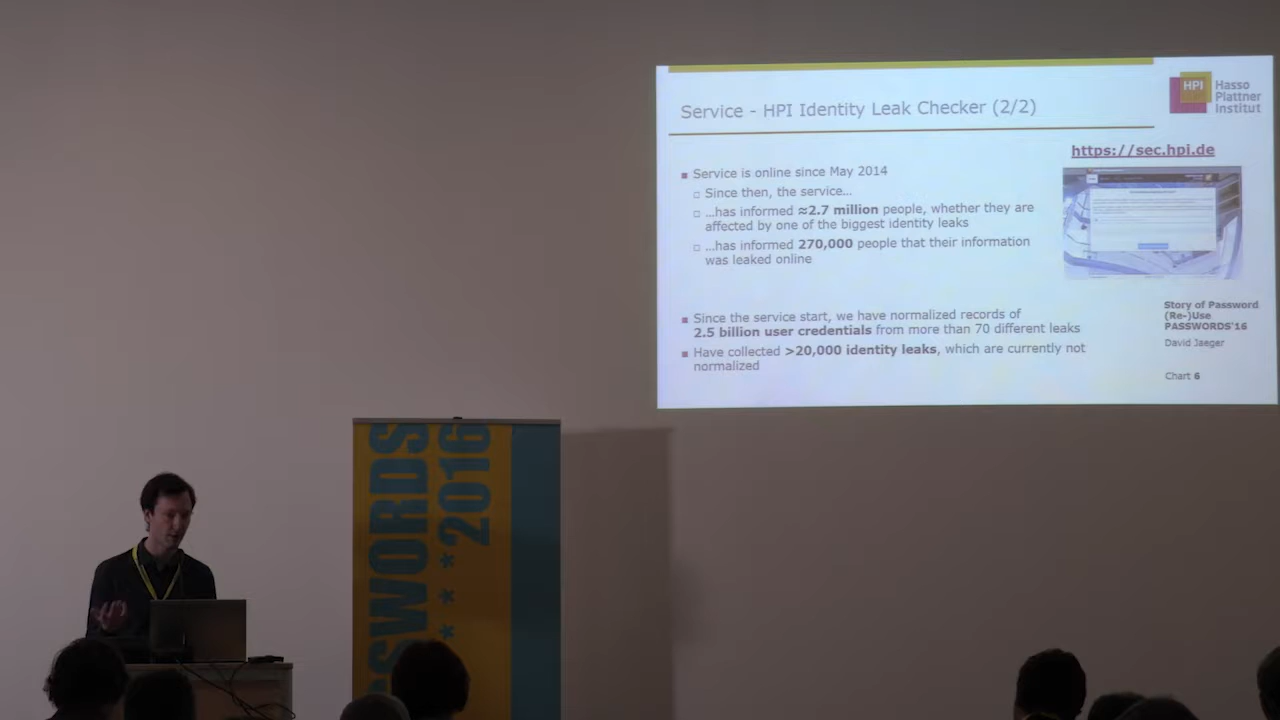 Service - HPI Identity Leak Checker (2/2)
HPI Hasso
Plattner
Institut
https://sec.hpi.de
Service is online since May 2014
Since then, the service…
…has informed ≈2.7 million people, whether they are
affected by one of the biggest identity leaks
…has informed 270,000 people that their information
was leaked online
Since the service start, we have normalized records of
2.5 billion user credentials from more than 70 different leaks
Have collected >20,000 identity leaks, which are currently not
normalized
Story of Password
(Re-)Use
PASSWORDS'16
David Jaeger
Chart 6
SWORDS
* * * 2016